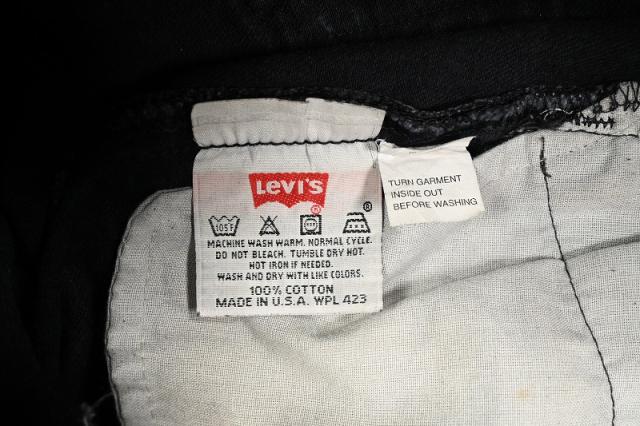 LEVI'S
105F
MACHINE WASH WARM. NORMAL CYCLE.
DO NOT BLEACH. TUMBLE DRY HOT.
HOT IRON IF NEEDED.
WASH AND DRY WITH LIKE COLORS.
100% COTTON
MADE IN U.S.A. WPL 423
TURN GARMENT
INSIDE OUT
BEFORE WASHING